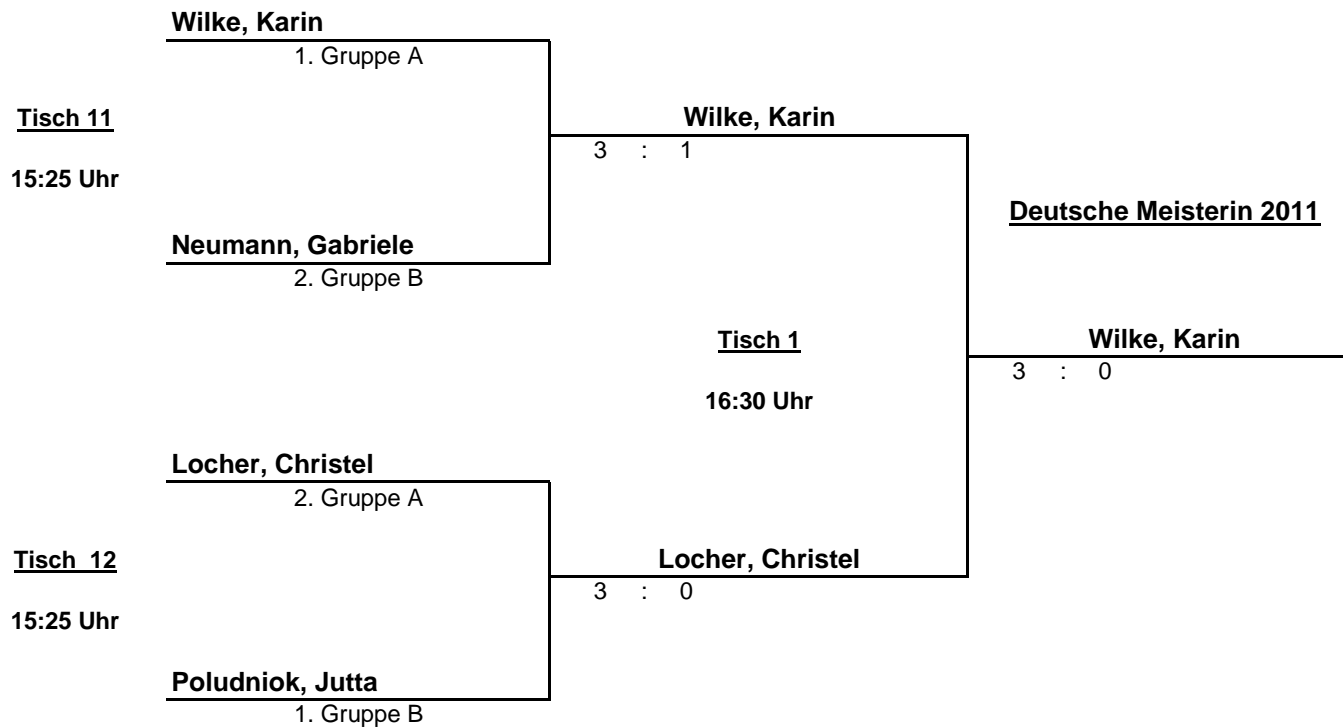 Wilke, Karin
1. Gruppe A
Tisch 11
Wilke, Karin
3 : 1
15:25 Uhr
Deutsche Meisterin 2011
Neumann, Gabriele
2. Gruppe B
Tisch 1
Wilke, Karin
3 : 0
16:30 Uhr
Locher, Christel
2. Gruppe A
Tisch 12
Locher, Christel
3 : 0
15:25 Uhr
Poludniok, Jutta
1. Gruppe B